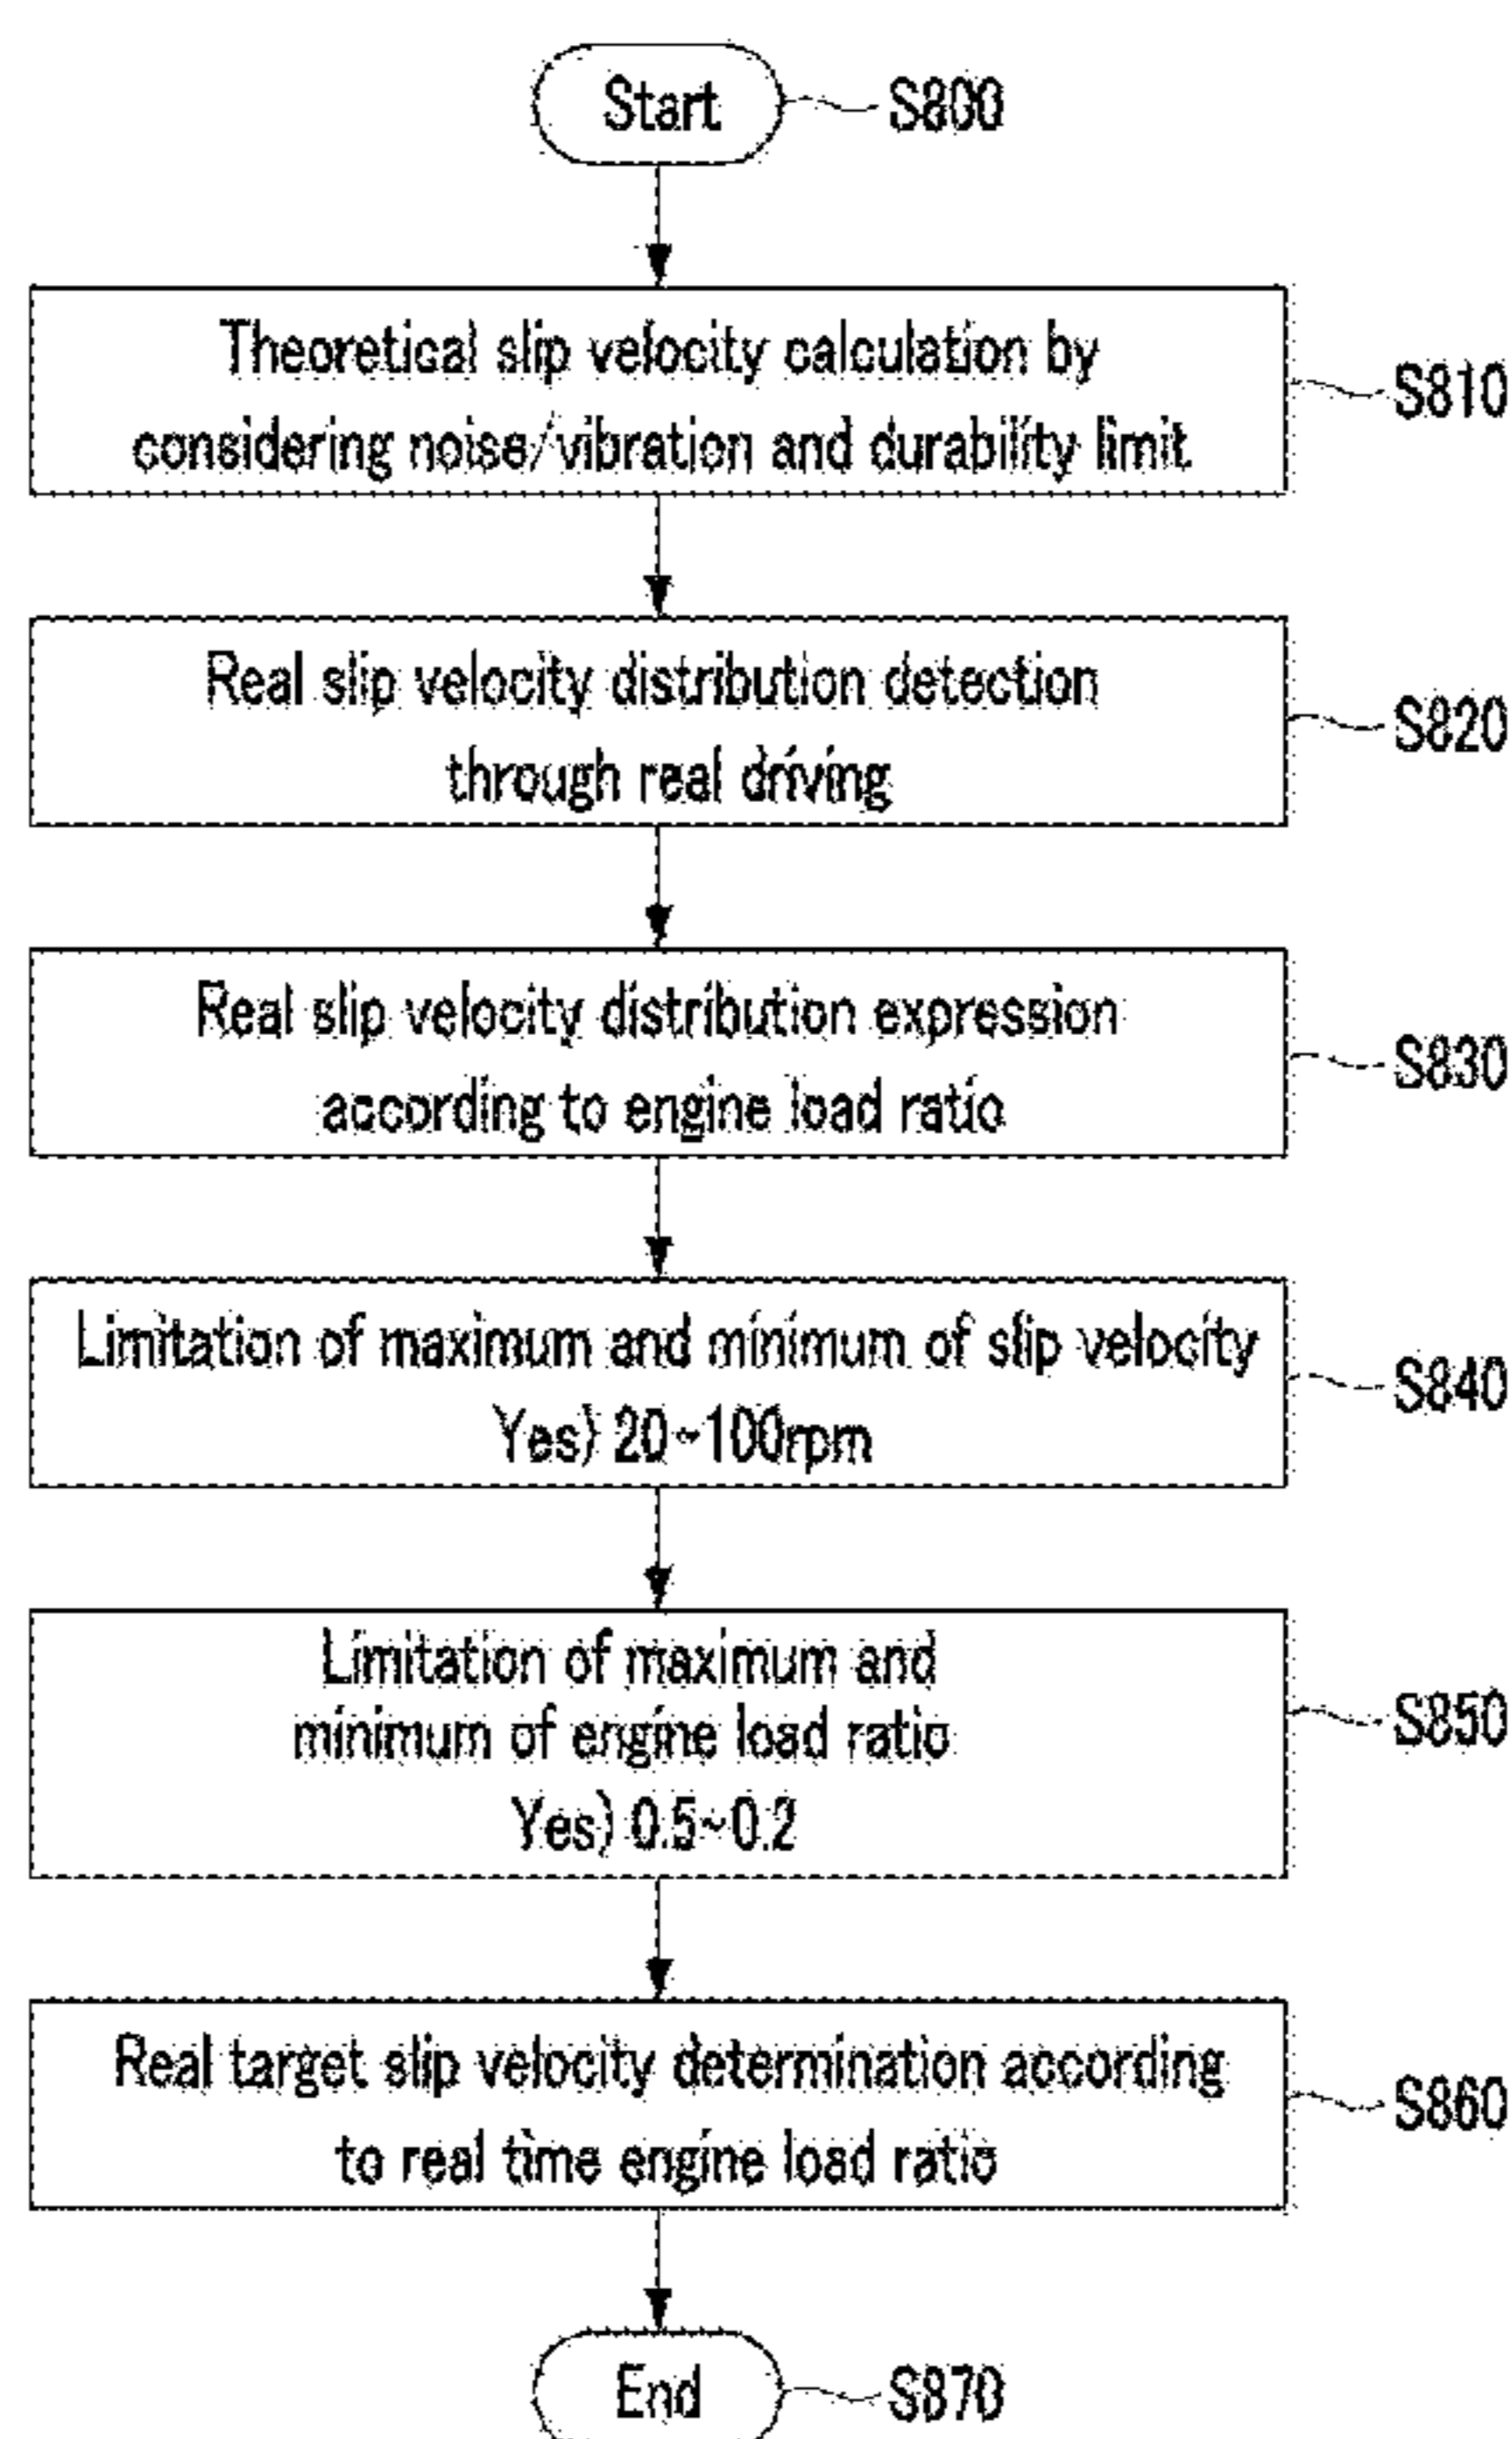 Start
S800
Theoretical slip velocity calculation by
considering noise/vibration and durability limit
S810
Real slip velocity distribution detection
through real driving
S820
Real slip velocity distribution expression
according to engine load ratio
S830
Limitation of maximum and minimum of slip velocity
Yes) 20~100rpm
S840
Limitation of maximum and
minimum of engine load ratio
Yes) 0.5~0.2
S850
Real target slip velocity determination according
to real time engine load ratio
S860
End
S870